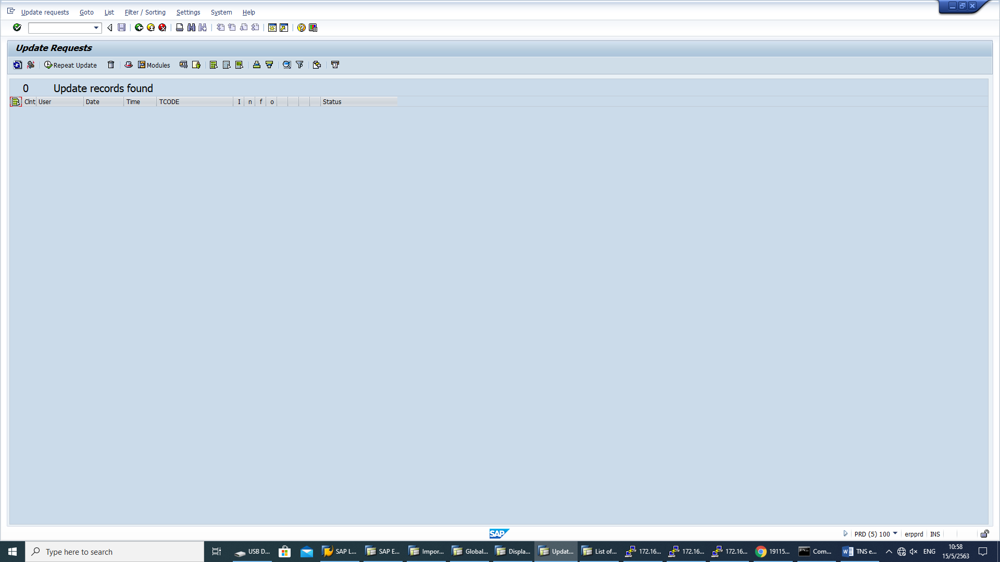 Update requests Goto List Filter / Sorting Settings System Help
Update Requests
Repeat Update Modules
0 Update records found
Clnt User Date Time TCODE I n f o Status
SAP
PRD (5) 100 erpprd INS
Type here to search
USB D...
SAP L...
SAP E...
Impor...
Global...
Displa...
Updat...
List of...
172.16...
172.16...
172.16...
19115...
Com...
TNS e...
ENG
10:58
15/5/2563